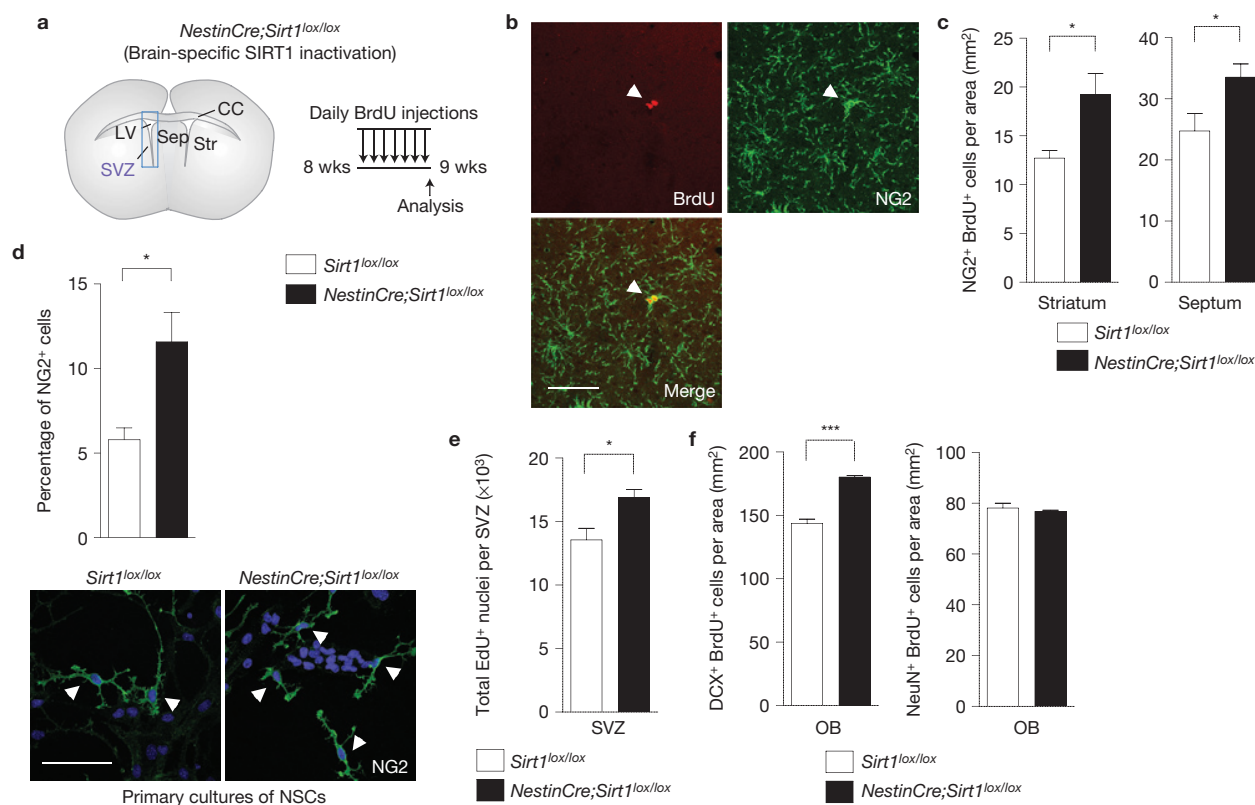 a
NestinCre;Sirt1lox/lox
(Brain-specific SIRT1 inactivation)
CC
LV
Sep
Str
SVZ
Daily BrdU injections
8 wks
9 wks
Analysis
b
BrdU
NG2
Merge
c
NG2+ BrdU+ cells per area (mm2)
25
20
15
10
5
0
*
Striatum
40
30
20
10
0
*
Septum
Sirt1lox/lox
NestinCre;Sirt1lox/lox
d
Percentage of NG2+ cells
15
10
5
0
*
Sirt1lox/lox
NestinCre;Sirt1lox/lox
Sirt1lox/lox
NestinCre;Sirt1lox/lox
NG2
Primary cultures of NSCs
e
Total EdU+ nuclei per SVZ (×103)
20
15
10
5
0
*
SVZ
Sirt1lox/lox
NestinCre;Sirt1lox/lox
f
DCX+ BrdU+ cells per area (mm2)
200
150
100
50
0
***
OB
NeuN+ BrdU+ cells per area (mm2)
100
80
60
40
20
0
OB
Sirt1lox/lox
NestinCre;Sirt1lox/lox